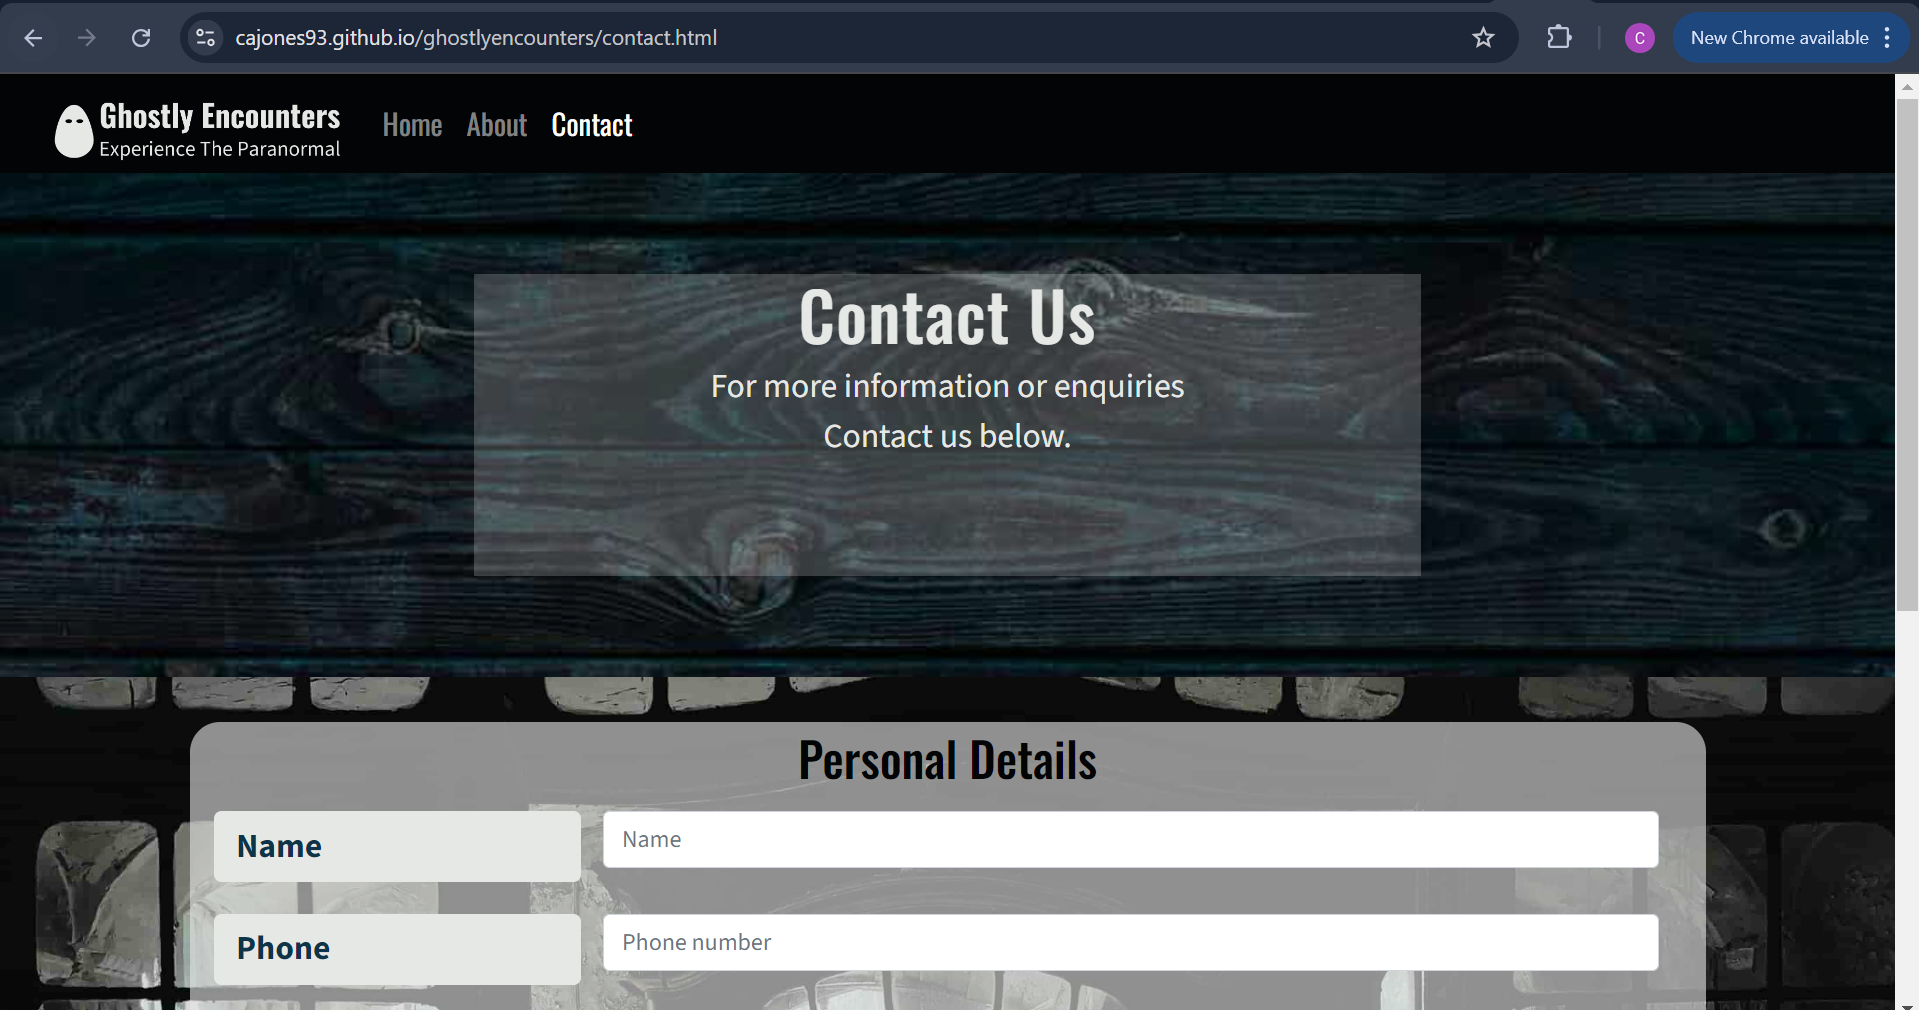 cajones93.github.io/ghostlyencounters/contact.html
C
New Chrome available
Ghostly Encounters
Experience The Paranormal
Home About Contact
Contact Us
For more information or enquiries
Contact us below.
Personal Details
Name
Name
Phone
Phone number